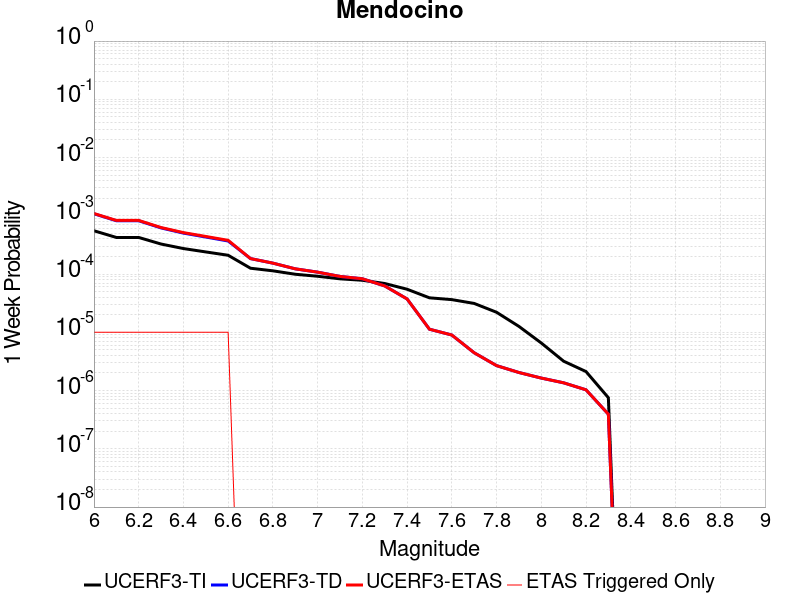 Mendocino
10^0
10^-1
10^-2
10^-3
10^-4
10^-5
10^-6
10^-7
10^-8
1 Week Probability
6 6.2 6.4 6.6 6.8 7 7.2 7.4 7.6 7.8 8 8.2 8.4 8.6 8.8 9
Magnitude
UCERF3-TI UCERF3-TD UCERF3-ETAS ETAS Triggered Only